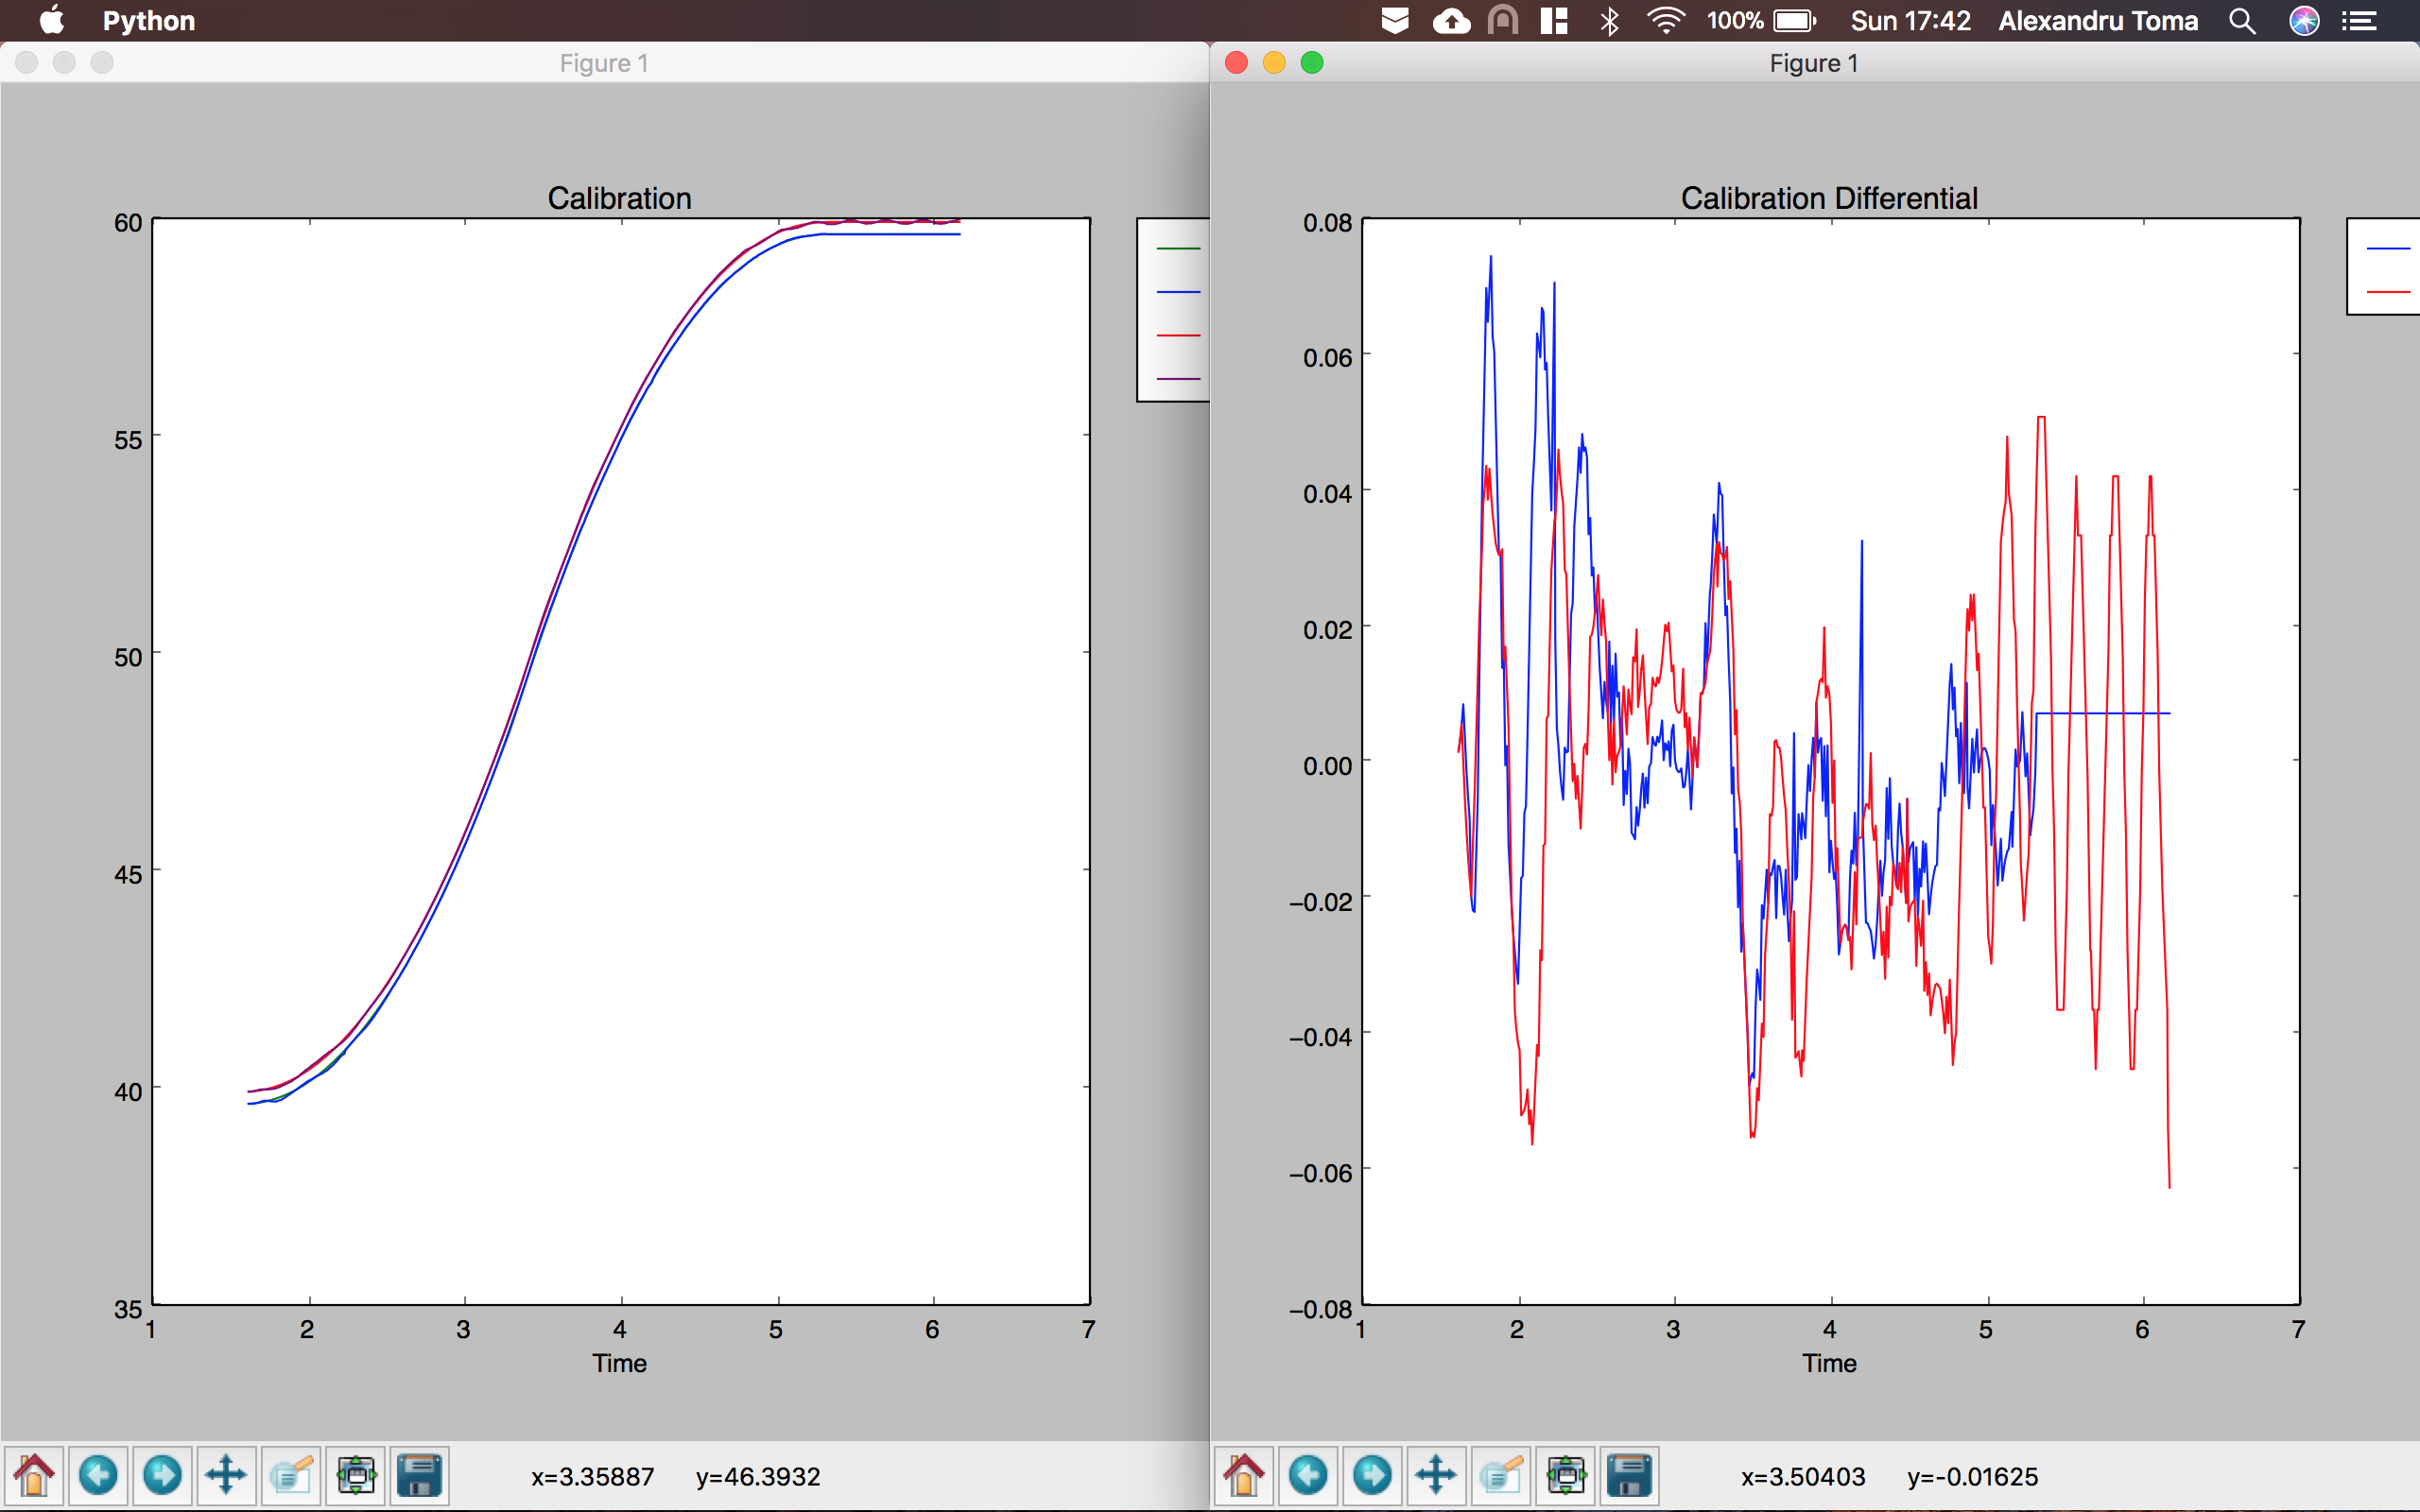 Python
100%
Sun 17:42
Alexandru Toma
Figure 1
Calibration
60
55
50
45
40
35
1 2 3 4 5 6 7
Time
x=3.35887 y=46.3932
Figure 1
Calibration Differential
0.08
0.06
0.04
0.02
0.00
−0.02
−0.04
−0.06
−0.08
1 2 3 4 5 6 7
Time
x=3.50403 y=-0.01625